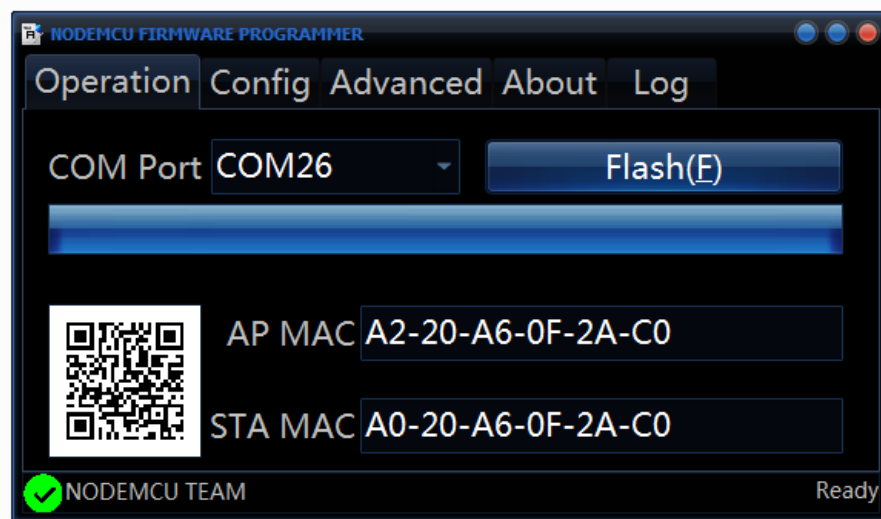 NODEMCU FIRMWARE PROGRAMMER
Operation Config Advanced About Log
COM Port COM26 Flash(F)
AP MAC A2-20-A6-0F-2A-C0
STA MAC A0-20-A6-0F-2A-C0
NODEMCU TEAM Ready